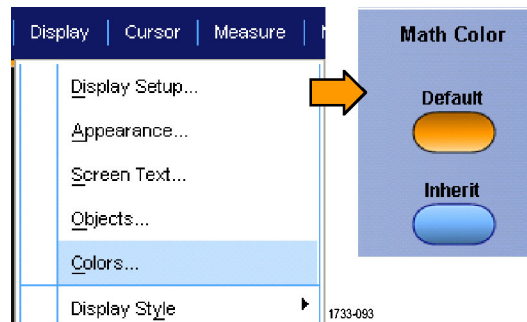 Display Cursor Measure
Display Setup...
Appearance...
Screen Text...
Objects...
Colors...
Display Style
1733-093
Math Color
Default
Inherit